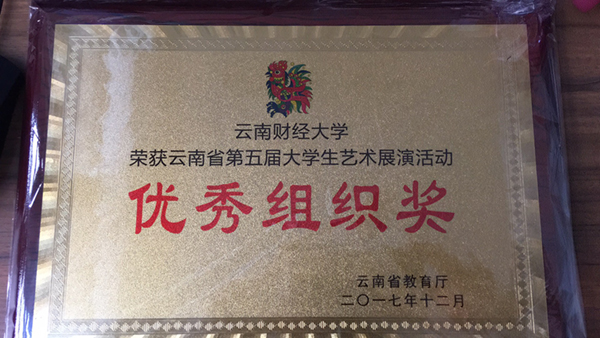 云南财经大学
荣获云南省第五届大学生艺术展演活动
优秀组织奖
云南省教育厅
二〇一七年十二月